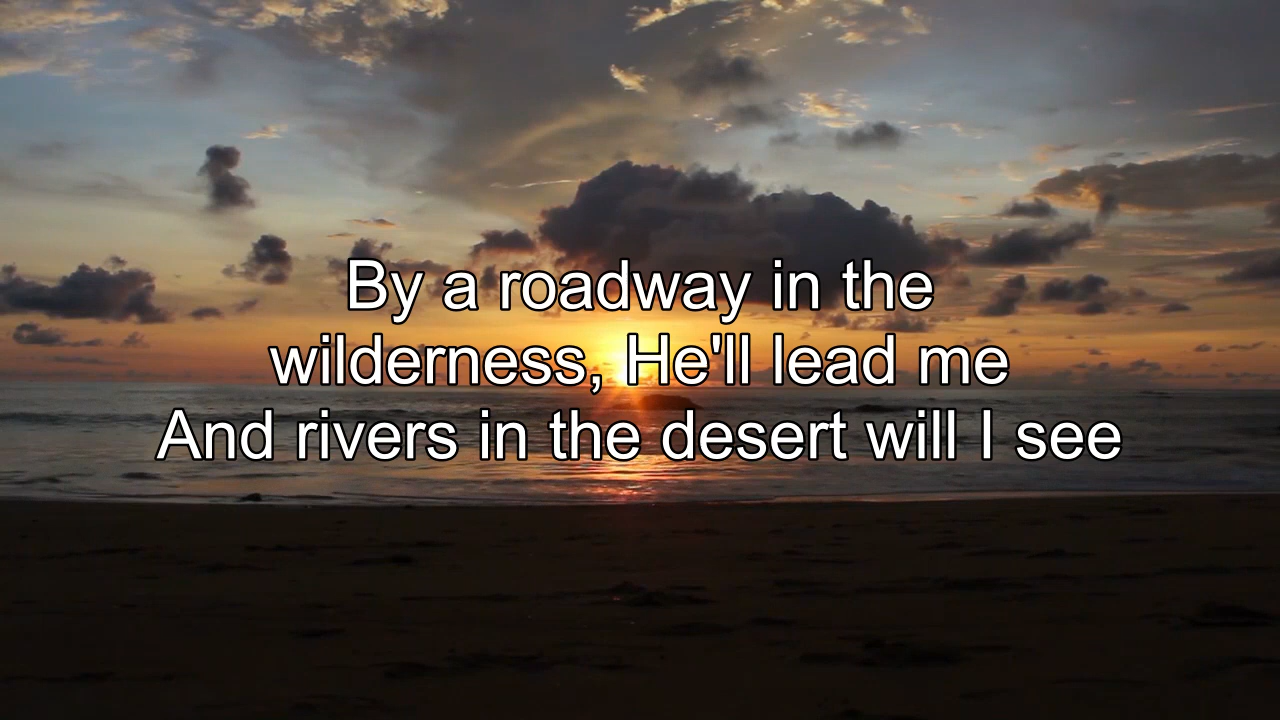 By a roadway in the
wilderness, He'll lead me
And rivers in the desert will I see